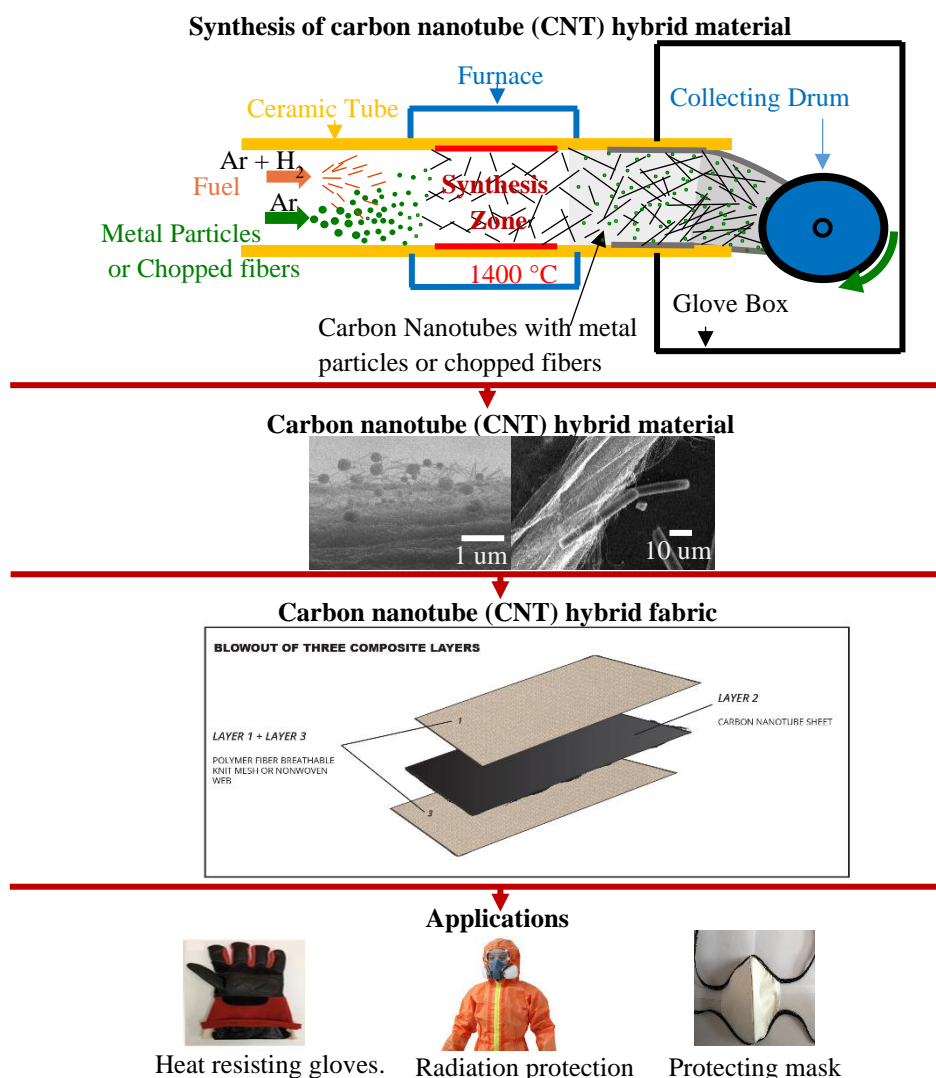 Synthesis of carbon nanotube (CNT) hybrid material
Furnace
Ceramic Tube
Collecting Drum
Ar + H2
Fuel
Synthesis
Zone
Ar
Metal Particles
or Chopped fibers
1400 °C
Glove Box
Carbon Nanotubes with metal
particles or chopped fibers
Carbon nanotube (CNT) hybrid material
1 um
10 um
Carbon nanotube (CNT) hybrid fabric
BLOWOUT OF THREE COMPOSITE LAYERS
1
LAYER 2
CARBON NANOTUBE SHEET
LAYER 1 + LAYER 3
POLYMER FIBER BREATHABLE
KNIT MESH OR NONWOVEN
WEB
3
Applications
Heat resisting gloves.
Radiation protection
Protecting mask